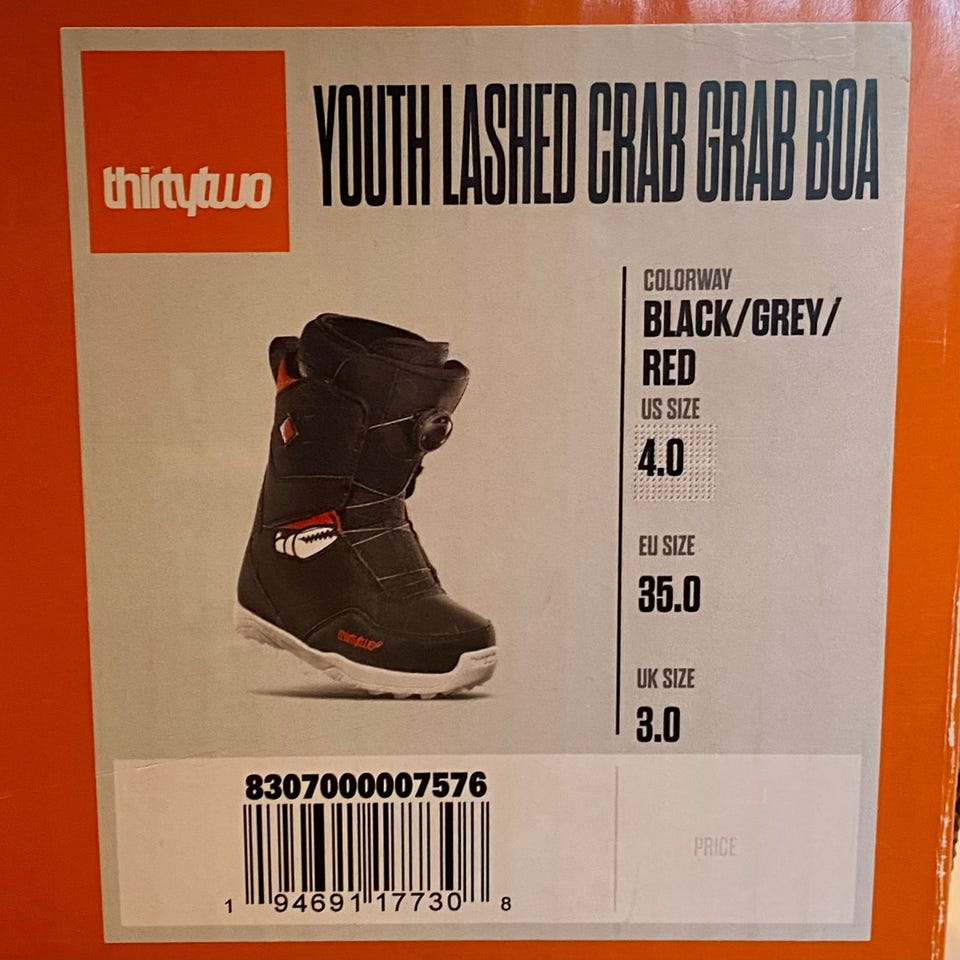 thirtytwo
YOUTH LASHED CRAB GRAB BOA
COLORWAY
BLACK/GREY/
RED
US SIZE
4.0
EU SIZE
35.0
UK SIZE
3.0
thirtytwo
8307000007576
1 94691 17730 8
PRICE